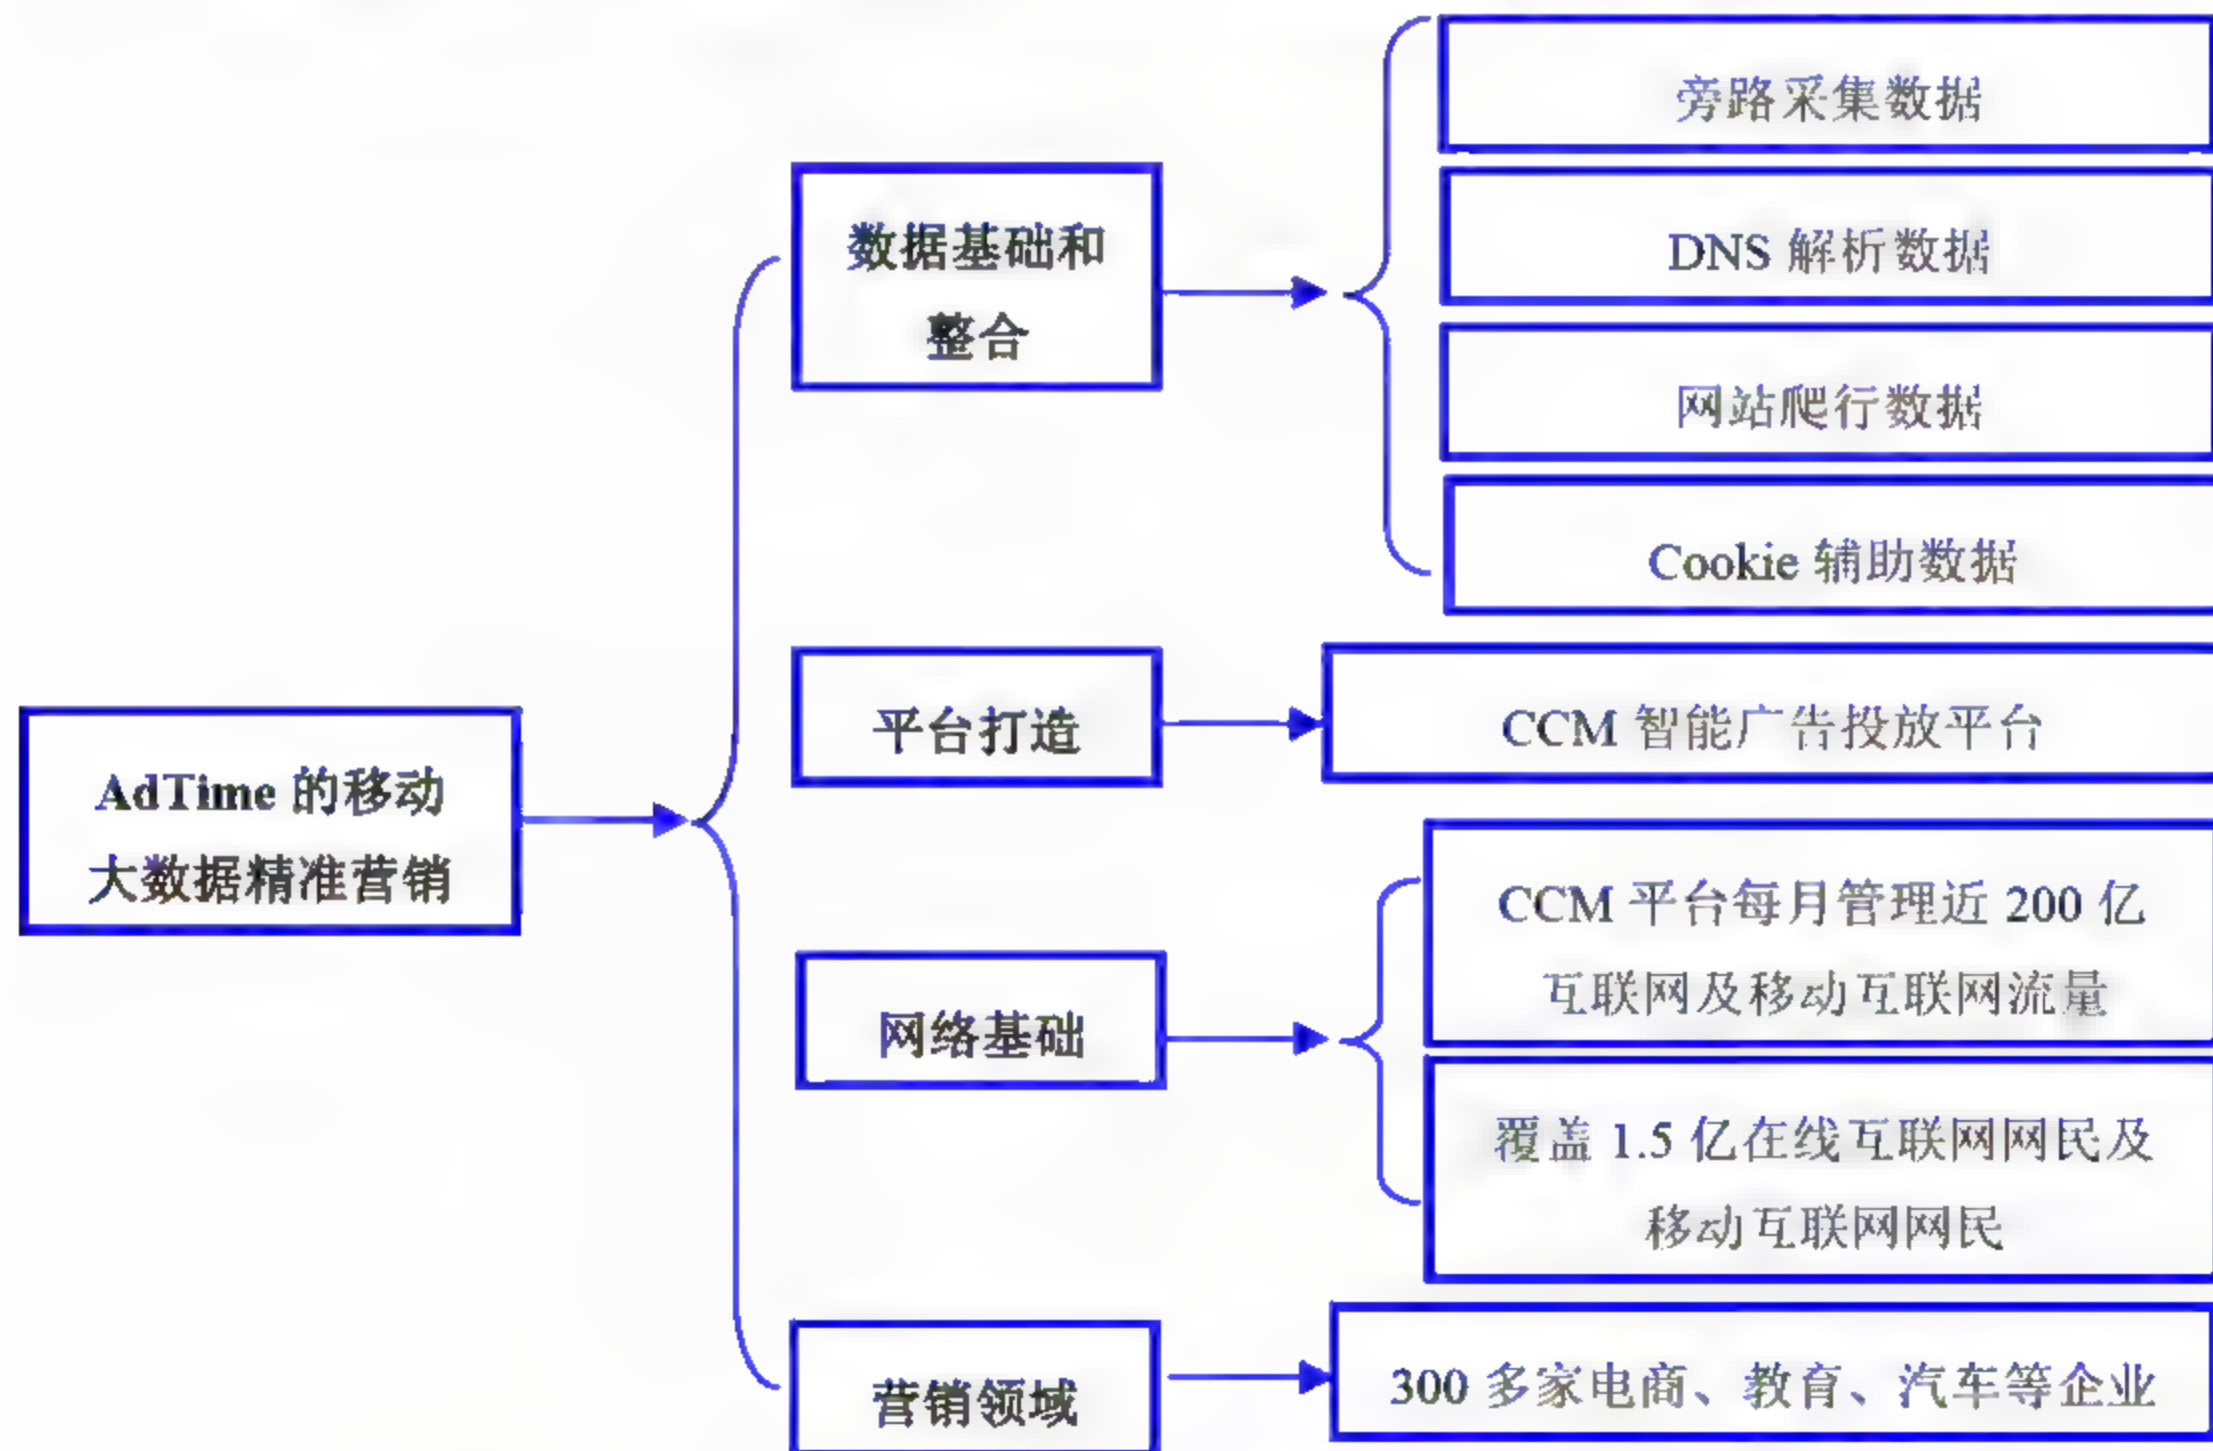 AdTime 的移动
大数据精准营销
数据基础和
整合
旁路采集数据
DNS 解析数据
网站爬行数据
Cookie 辅助数据
平台打造
CCM 智能广告投放平台
网络基础
CCM 平台每月管理近 200 亿
互联网及移动互联网流量
覆盖 1.5 亿在线互联网网民及
移动互联网网民
营销领域
300 多家电商、教育、汽车等企业